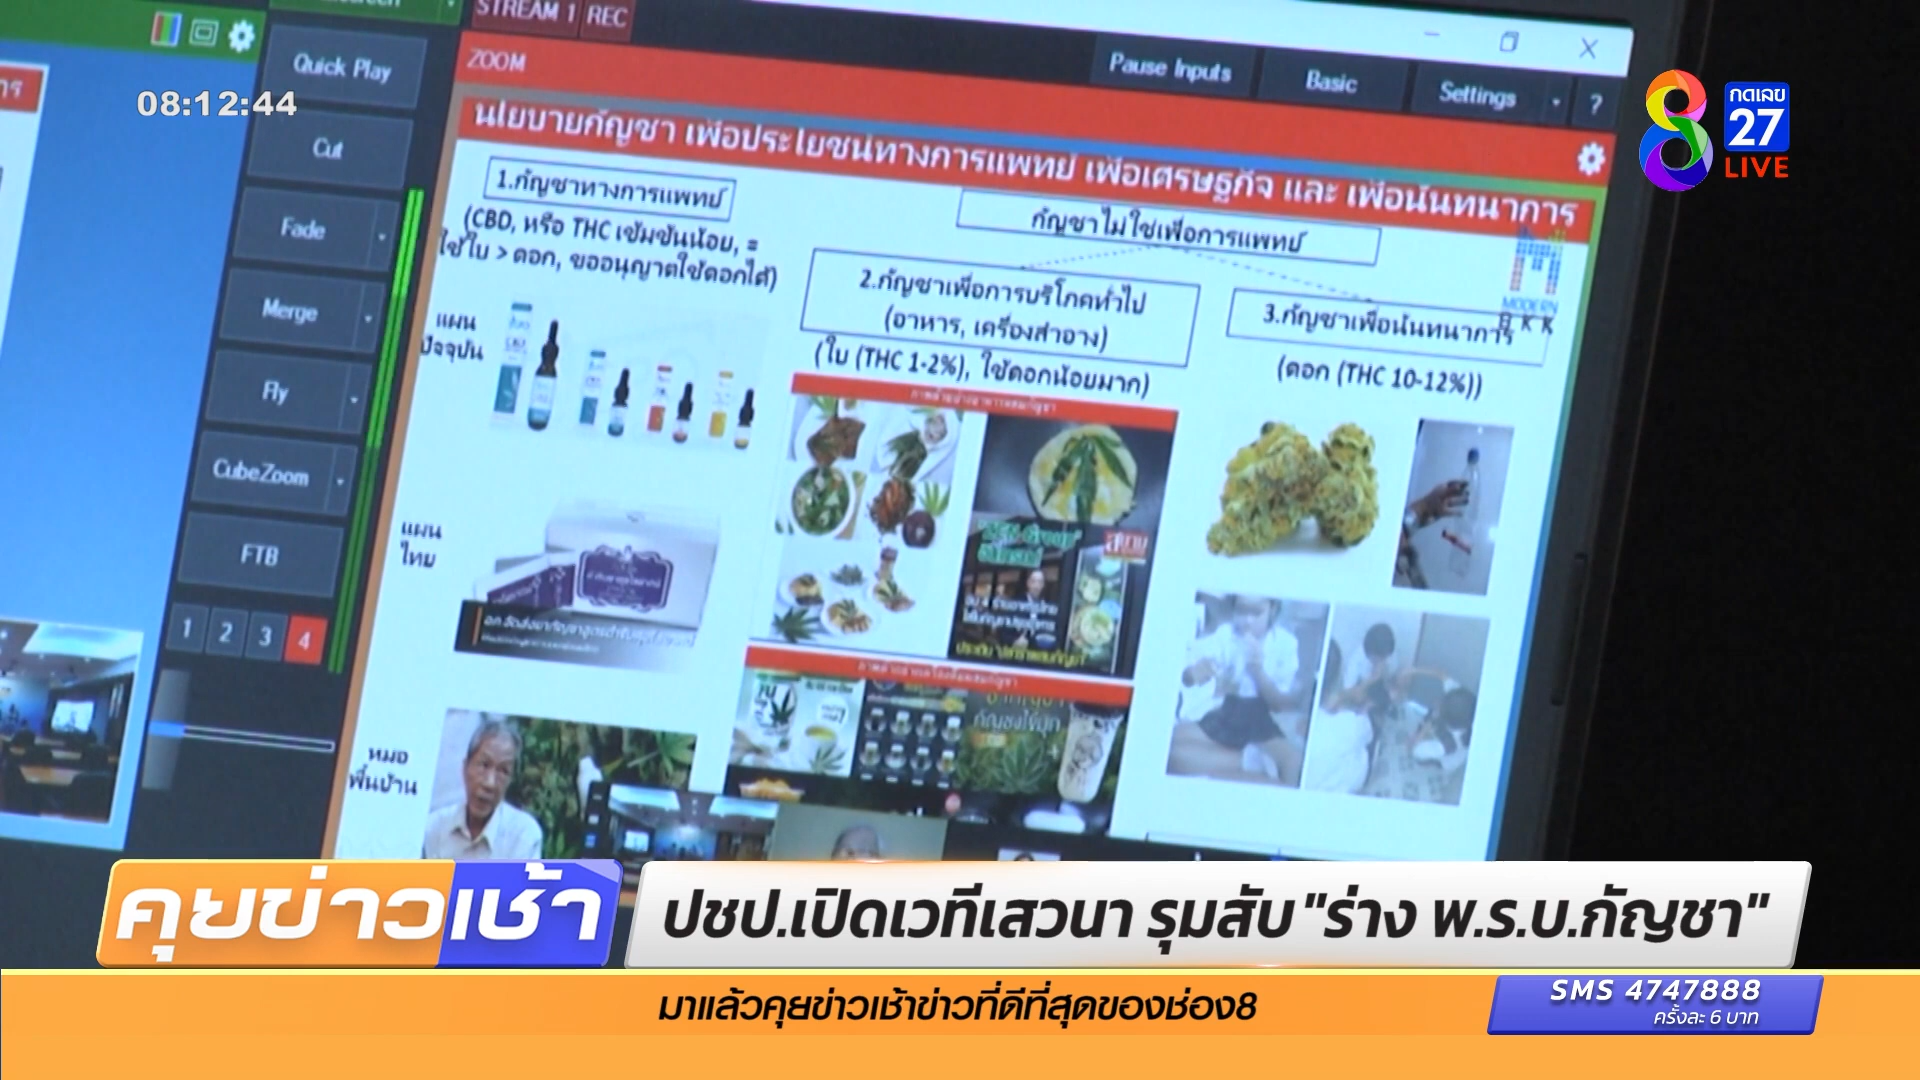 STREAM 1 REC
Quick Play
ZOOM
Pause Inputs
Basic
Settings
?
08:12:44
กดเลข
27
LIVE
Cut
Fade
Merge
Fly
CubeZoom
FTB
1 2 3 4
นโยบายกัญชา เพื่อประโยชน์ทางการแพทย์ เพื่อเศรษฐกิจ และ เพื่อนันทนาการ
1.กัญชาทางการแพทย์
(CBD, หรือ THC เข้มข้นน้อย, =
ใช้ใบ > ดอก, ขออนุญาตใช้ดอกได้)
กัญชาไม่ใช่เพื่อการแพทย์
2.กัญชาเพื่อการบริโภคทั่วไป
(อาหาร, เครื่องสำอาง)
(ใบ (THC 1-2%), ใช้ดอกน้อยมาก)
3.กัญชาเพื่อนันทนาการ
(ดอก (THC 10-12%))
MODERN
BKK
แผน
ปัจจุบัน
แผน
ไทย
หมอ
พื้นบ้าน
คุยข่าวเช้า
ปชป.เปิดเวทีเสวนา รุมสับ "ร่าง พ.ร.บ.กัญชา"
มาแล้วคุยข่าวเช้าข่าวที่ดีที่สุดของช่อง8
SMS 4747888
ครั้งละ 6 บาท